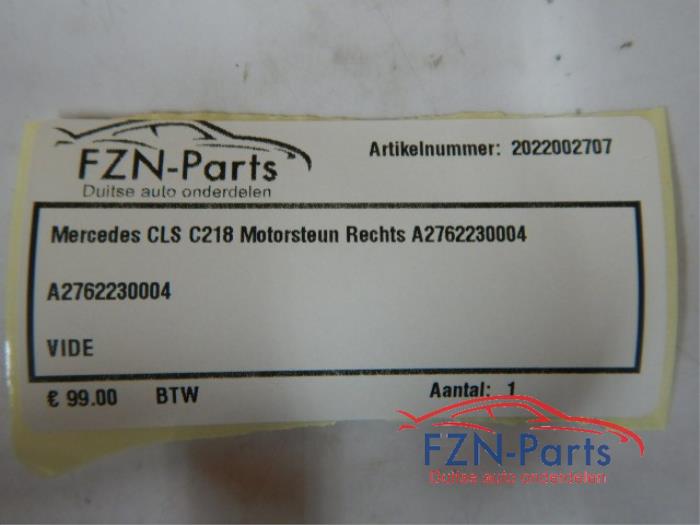 FZN-Parts
Duitse auto onderdelen
Artikelnummer: 2022002707
Mercedes CLS C218 Motorsteun Rechts A2762230004
A2762230004
VIDE
€ 99.00 BTW Aantal: 1
FZN-Parts
Duitse auto onderdelen